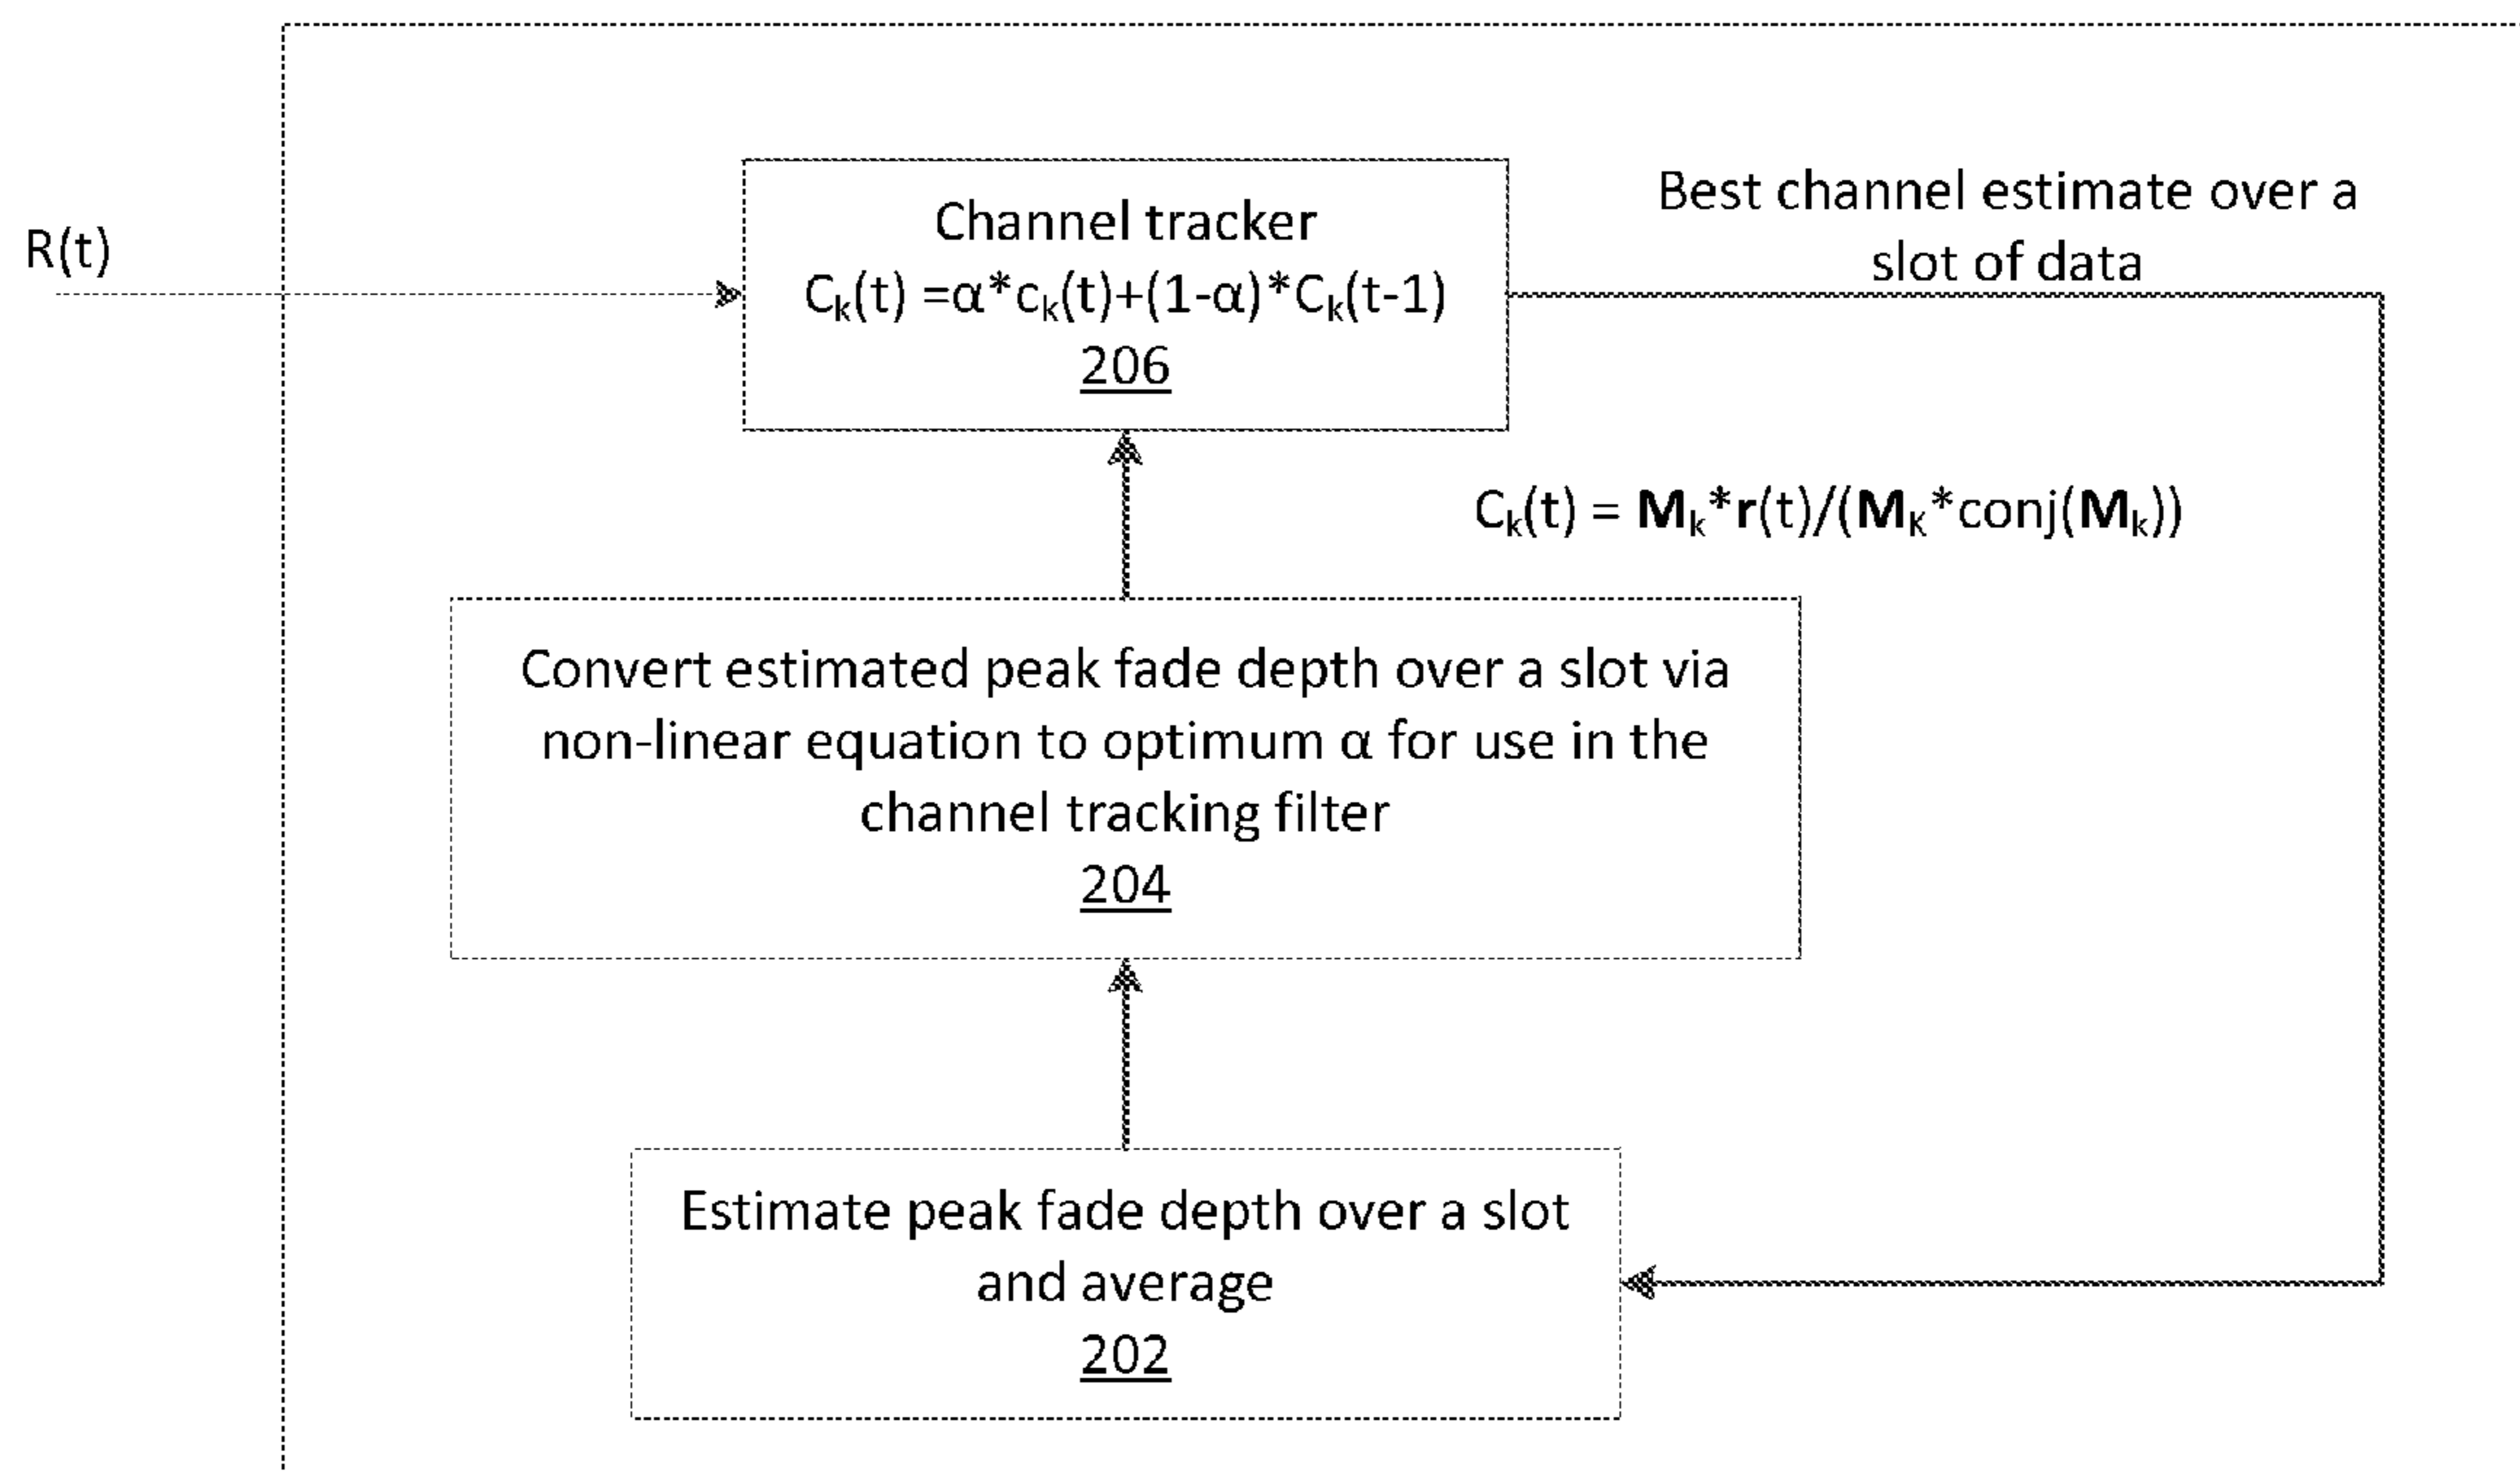 R(t)
Channel tracker
Cₖ(t) =α*cₖ(t)+(1-α)*Cₖ(t-1)
206
Best channel estimate over a
slot of data
Cₖ(t) = Mₖ*r(t)/(M_K*conj(Mₖ))
Convert estimated peak fade depth over a slot via
non-linear equation to optimum α for use in the
channel tracking filter
204
Estimate peak fade depth over a slot
and average
202